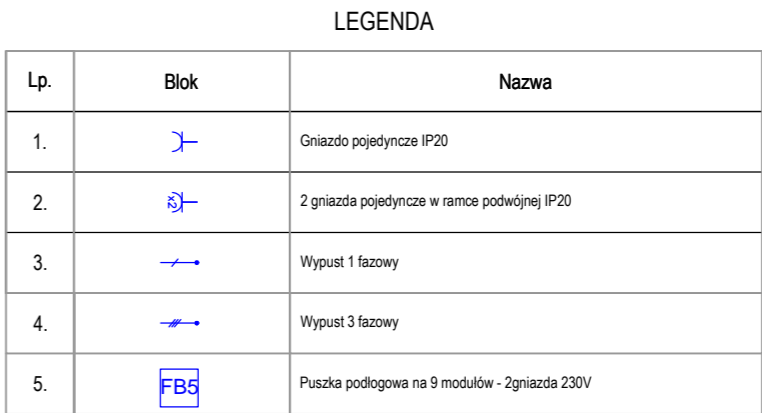 LEGENDA
Lp. Blok Nazwa
1. Gniazdo pojedyncze IP20
2. x2 2 gniazda pojedyncze w ramce podwójnej IP20
3. Wypust 1 fazowy
4. Wypust 3 fazowy
5. FB5 Puszka podłogowa na 9 modułów - 2gniazda 230V